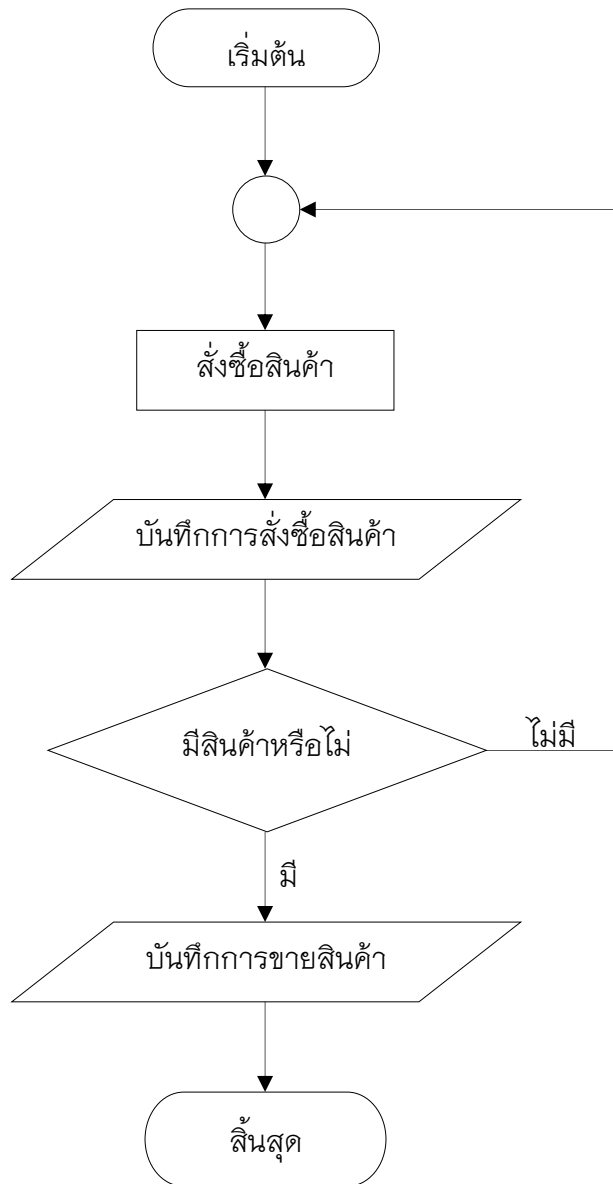 เริ่มต้น
สั่งซื้อสินค้า
บันทึกการสั่งซื้อสินค้า
มีสินค้าหรือไม่
ไม่มี
มี
บันทึกการขายสินค้า
สิ้นสุด